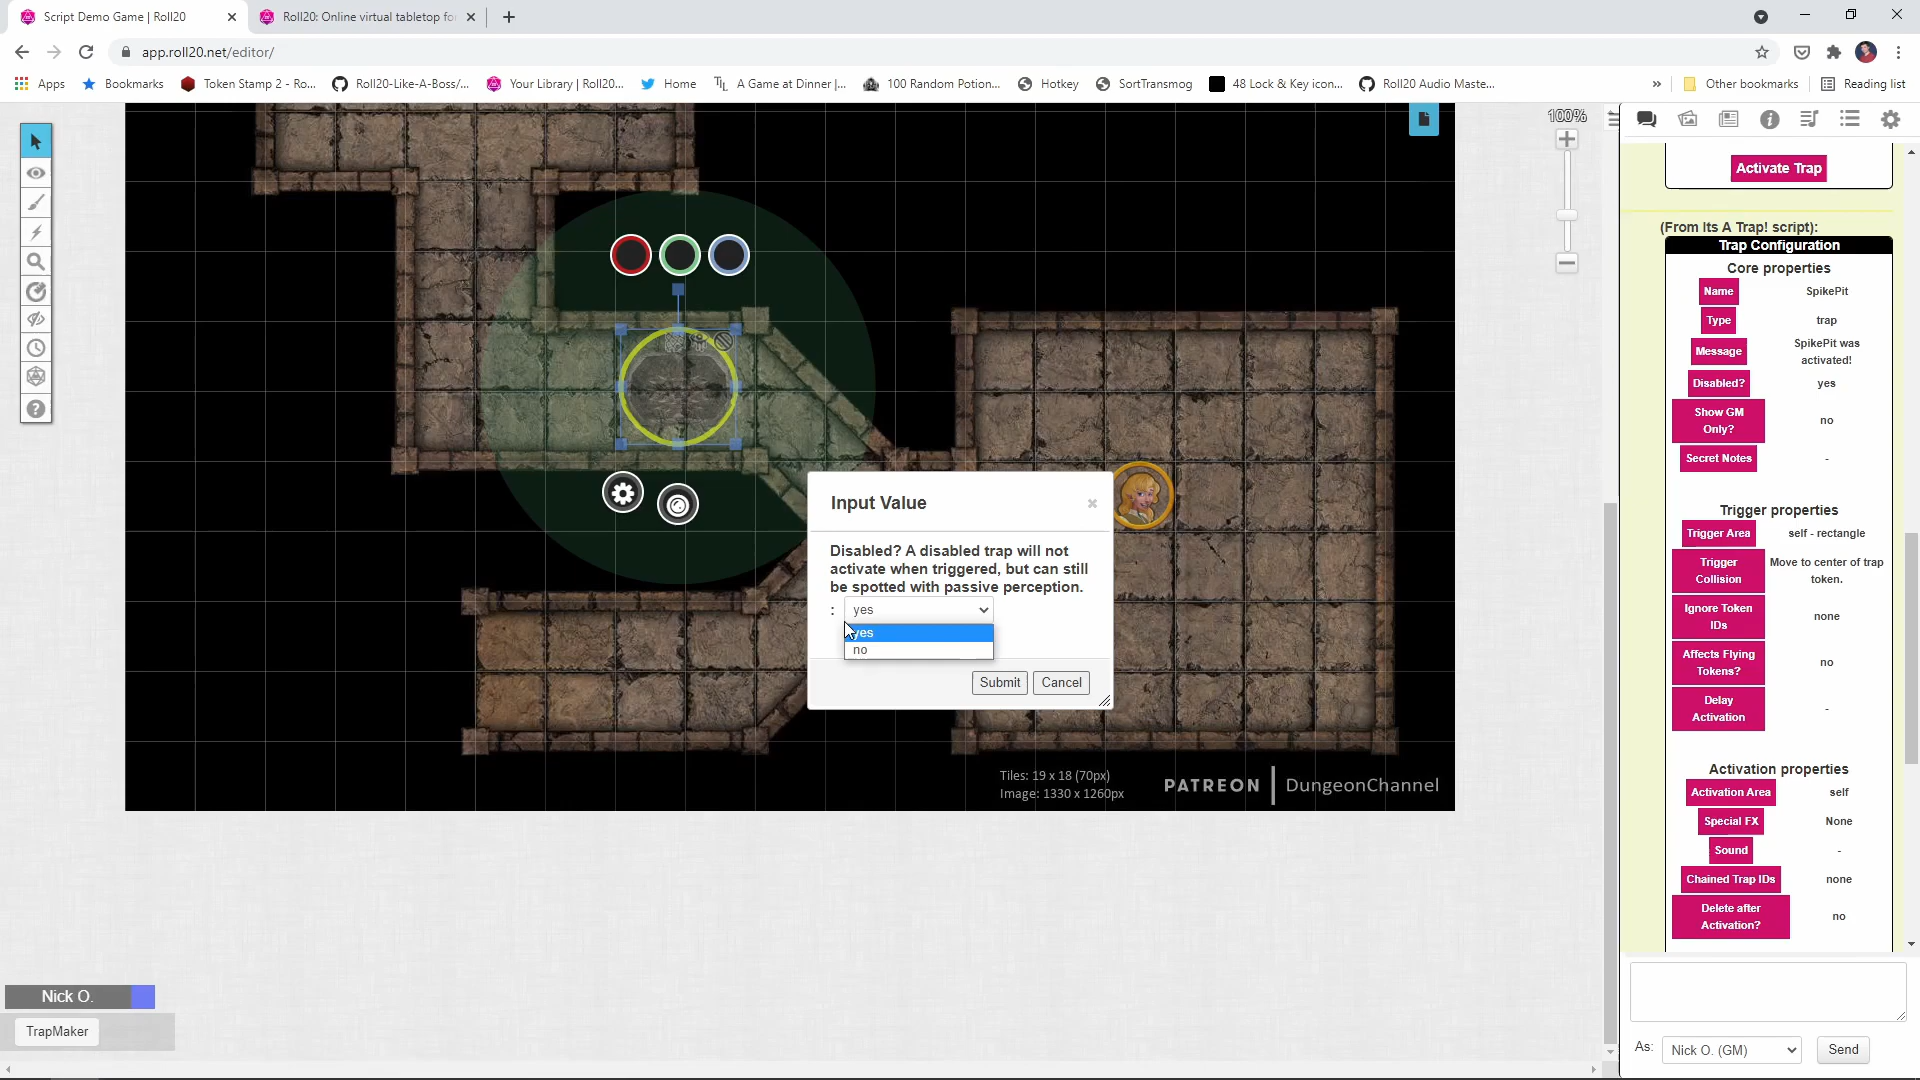 Script Demo Game | Roll20
Roll20: Online virtual tabletop fo
app.roll20.net/editor/
Apps
Bookmarks
Token Stamp 2 - Ro...
Roll20-Like-A-Boss/...
Your Library | Roll20...
Home
A Game at Dinner |...
100 Random Potion...
Hotkey
SortTransmog
48 Lock & Key icon...
Roll20 Audio Maste...
»
Other bookmarks
Reading list
100%
Activate Trap
(From Its A Trap! script):
Trap Configuration
Core properties
Name SpikePit
Type trap
Message SpikePit was
activated!
Disabled? yes
Show GM
Only? no
Secret Notes -
Trigger properties
Trigger Area self - rectangle
Trigger
Collision Move to center of trap
token.
Ignore Token
IDs none
Affects Flying
Tokens? no
Delay
Activation -
Activation properties
Activation Area self
Special FX None
Sound -
Chained Trap IDs none
Delete after
Activation? no
Input Value
Disabled? A disabled trap will not
activate when triggered, but can still
be spotted with passive perception.
: yes
yes
no
Submit Cancel
Tiles: 19 x 18 (70px)
Image: 1330 x 1260px
PATREON | DungeonChannel
Nick O.
TrapMaker
As: Nick O. (GM) Send